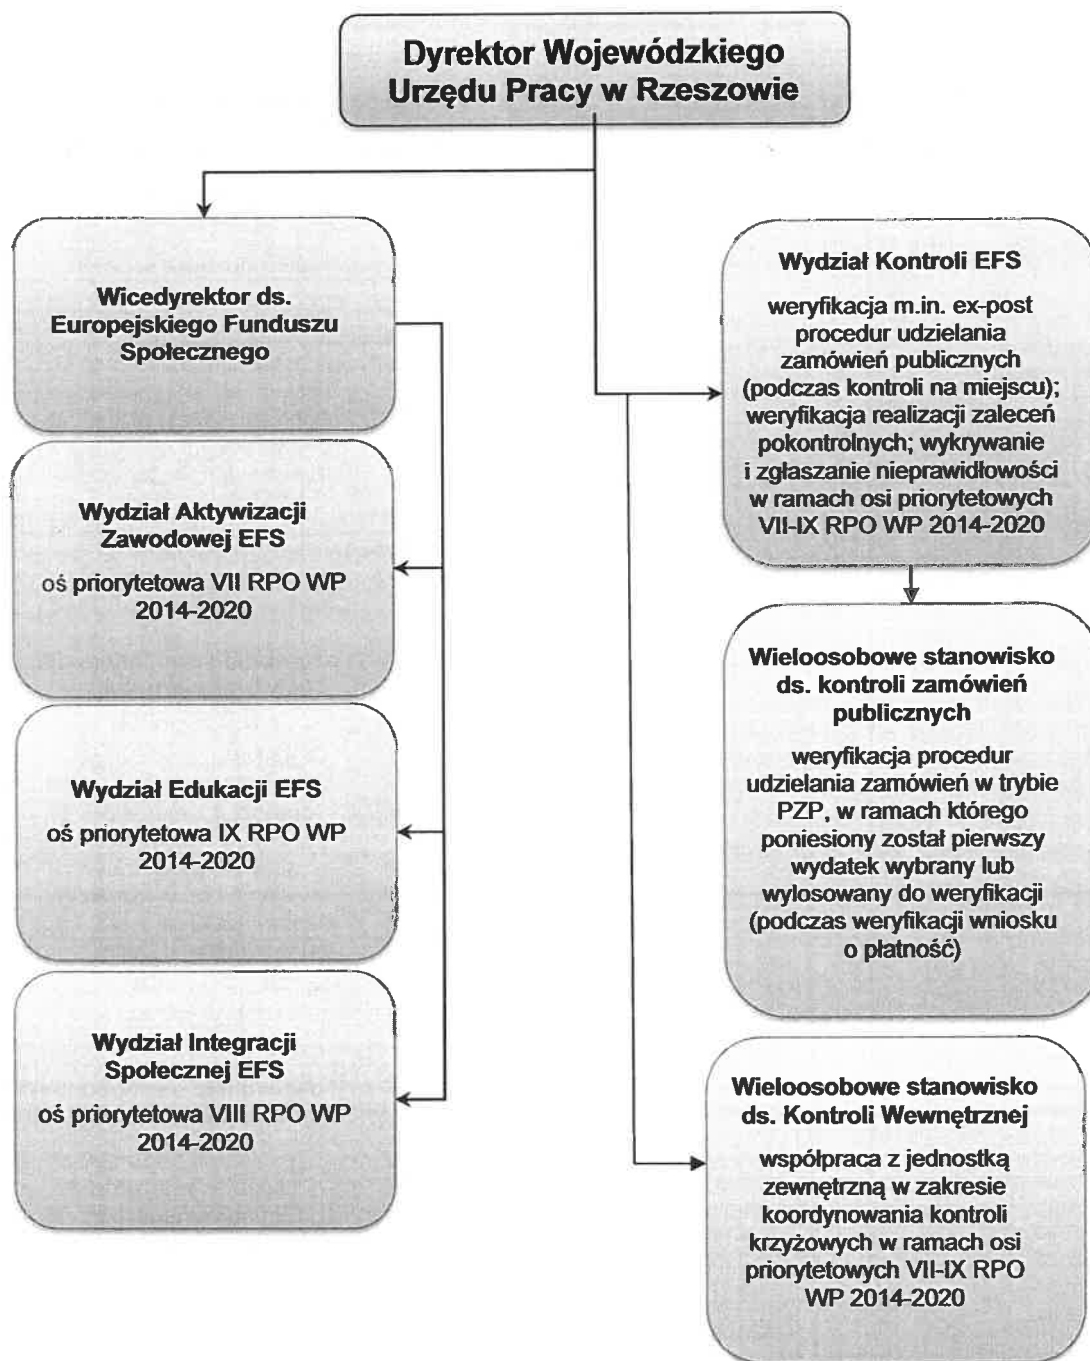 Dyrektor Wojewódzkiego
Urzędu Pracy w Rzeszowie
Wicedyrektor ds.
Europejskiego Funduszu
Społecznego
Wydział Aktywizacji
Zawodowej EFS
oś priorytetowa VII RPO WP
2014-2020
Wydział Edukacji EFS
oś priorytetowa IX RPO WP
2014-2020
Wydział Integracji
Społecznej EFS
oś priorytetowa VIII RPO WP
2014-2020
Wydział Kontroli EFS
weryfikacja m.in. ex-post
procedur udzielania
zamówień publicznych
(podczas kontroli na miejscu);
weryfikacja realizacji zaleceń
pokontrolnych; wykrywanie
i zgłaszanie nieprawidłowości
w ramach osi priorytetowych
VII-IX RPO WP 2014-2020
Wieloosobowe stanowisko
ds. kontroli zamówień
publicznych
weryfikacja procedur
udzielania zamówień w trybie
PZP, w ramach którego
poniesiony został pierwszy
wydatek wybrany lub
wylosowany do weryfikacji
(podczas weryfikacji wniosku
o płatność)
Wieloosobowe stanowisko
ds. Kontroli Wewnętrznej
współpraca z jednostką
zewnętrzną w zakresie
koordynowania kontroli
krzyżowych w ramach osi
priorytetowych VII-IX RPO
WP 2014-2020